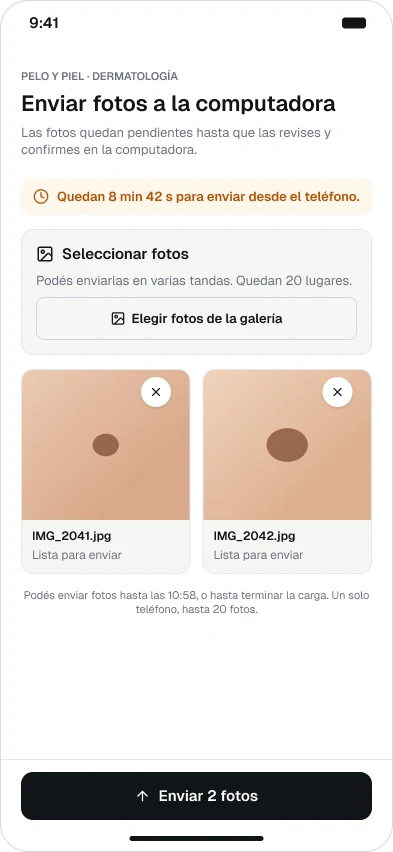 9:41
PELO Y PIEL · DERMATOLOGÍA
Enviar fotos a la computadora
Las fotos quedan pendientes hasta que las revises y
confirmes en la computadora.
Quedan 8 min 42 s para enviar desde el teléfono.
Seleccionar fotos
Podés enviarlas en varias tandas. Quedan 20 lugares.
Elegir fotos de la galería
IMG_2041.jpg
Lista para enviar
IMG_2042.jpg
Lista para enviar
Podés enviar fotos hasta las 10:58, o hasta terminar la carga. Un solo
teléfono, hasta 20 fotos.
Enviar 2 fotos